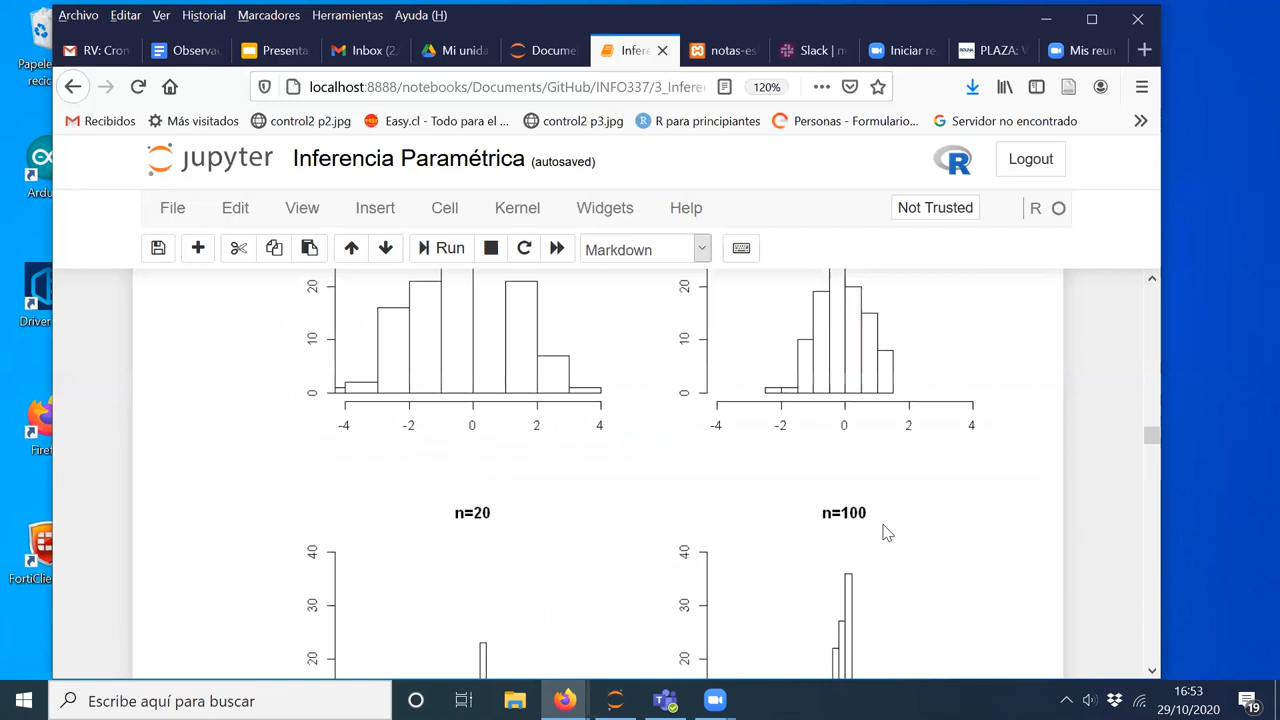 Archivo Editar Ver Historial Marcadores Herramientas Ayuda (H)
RV: Cron Observac Presenta Inbox (2, Mi unida Docume Infere notas-es Slack | m Iniciar re PLAZA: V Mis reun
localhost:8888/notebooks/Documents/GitHub/INFO337/3_Infere 120%
Recibidos Más visitados control2 p2.jpg Easy.cl - Todo para el ... control2 p3.jpg R para principiantes Personas - Formulario... Servidor no encontrado
jupyter Inferencia Paramétrica (autosaved) R Logout
File Edit View Insert Cell Kernel Widgets Help Not Trusted R
Run Markdown
20 20
10 10
0 0
-4 -2 0 2 4 -4 -2 0 2 4
n=20 n=100
40 40
30 30
20 20
Papele
recic
Ardu
Driver
Firef
FortiClie
Escribe aquí para buscar
16:53
29/10/2020
19